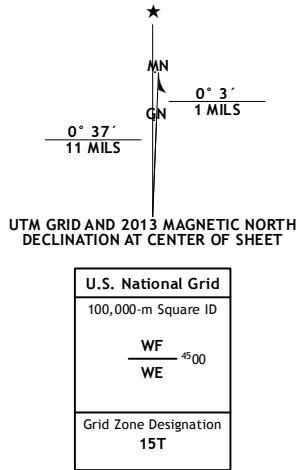 ★
MN
0° 3´
1 MILS
GN
0° 37´
11 MILS
UTM GRID AND 2013 MAGNETIC NORTH
DECLINATION AT CENTER OF SHEET
U.S. National Grid
100,000-m Square ID
WF
4500
WE
Grid Zone Designation
15T